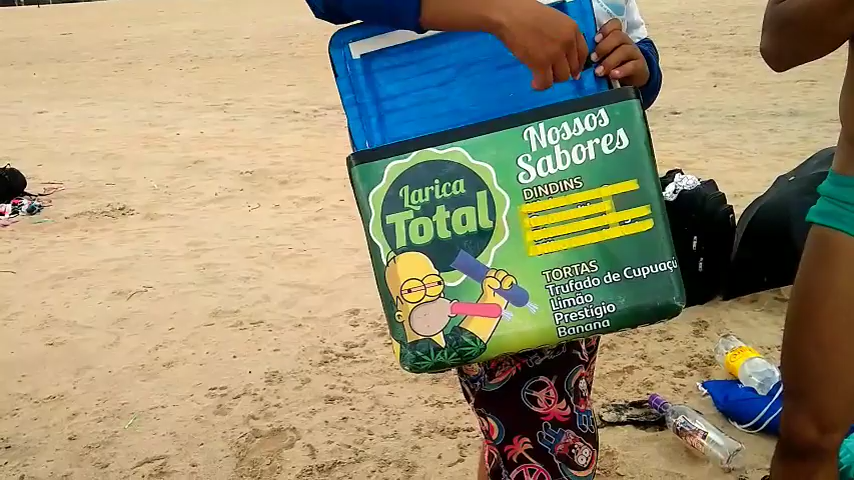 Nossos
Sabores
DINDINS
Larica
Total
TORTAS
Trufado de Cupuaçu
Limão
Prestígio
Banana